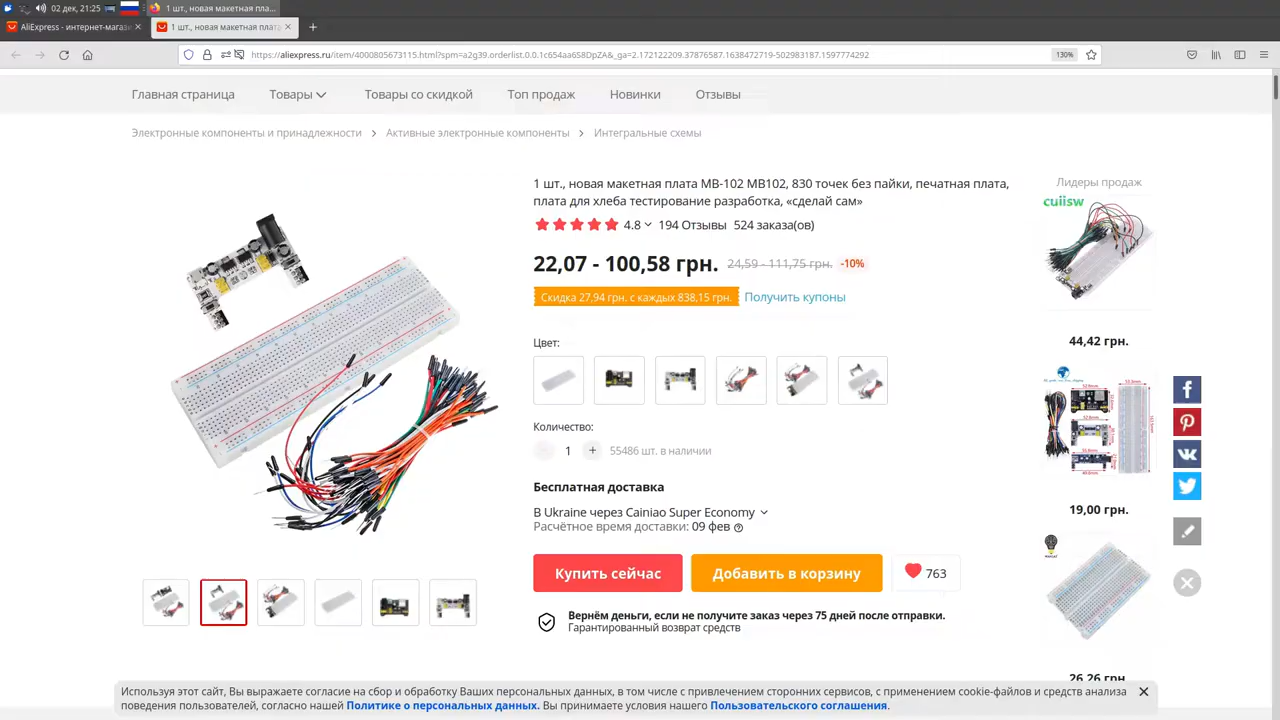 02 дек, 21:25
1 шт., новая макетная пла...
AliExpress - интернет-магаз
1 шт., новая макетная плат
https://aliexpress.ru/item/4000805673115.html?spm=a2g39.orderlist.0.0.1c654aa6S8DpZA&_ga=2.172122209.37876587.1638472719-502983187.1597774292
130%
Главная страница Товары Товары со скидкой Топ продаж Новинки Отзывы
Электронные компоненты и принадлежности > Активные электронные компоненты > Интегральные схемы
1 шт., новая макетная плата MB-102 MB102, 830 точек без пайки, печатная плата,
плата для хлеба тестирование разработка, «сделай сам»
4.8 194 Отзывы 524 заказа(ов)
22,07 - 100,58 грн. 24,59 - 111,75 грн. -10%
Скидка 27,94 грн. с каждых 838,15 грн. Получить купоны
Цвет:
Количество:
1 + 55486 шт. в наличии
Бесплатная доставка
В Ukraine через Cainiao Super Economy
Расчётное время доставки: 09 фев
Купить сейчас Добавить в корзину 763
Вернём деньги, если не получите заказ через 75 дней после отправки.
Гарантированный возврат средств
Лидеры продаж
cuiisw
44,42 грн.
19,00 грн.
26,26 грн.
Используя этот сайт, Вы выражаете согласие на сбор и обработку Ваших персональных данных, в том числе с привлечением сторонних сервисов, с применением cookie-файлов и средств анализа
поведения пользователей, согласно нашей Политике о персональных данных. Вы принимаете условия нашего Пользовательского соглашения.